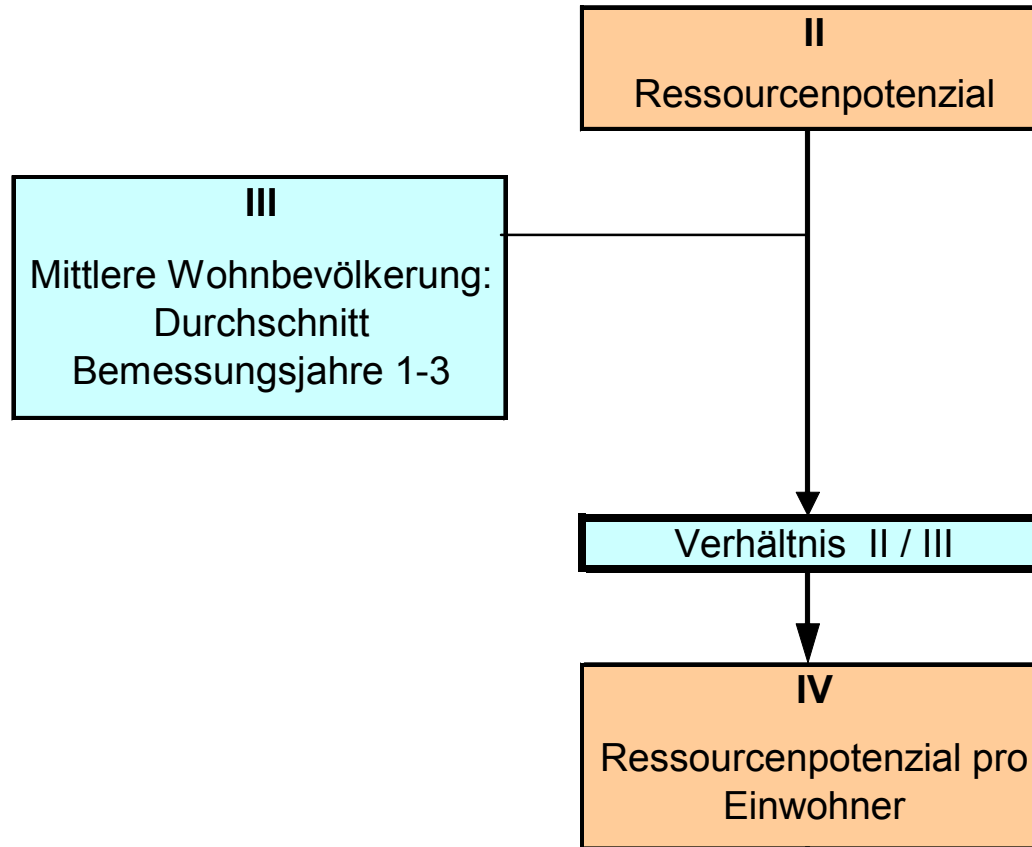 II
Ressourcenpotenzial
III
Mittlere Wohnbevölkerung:
Durchschnitt
Bemessungsjahre 1-3
Verhältnis II / III
IV
Ressourcenpotenzial pro
Einwohner